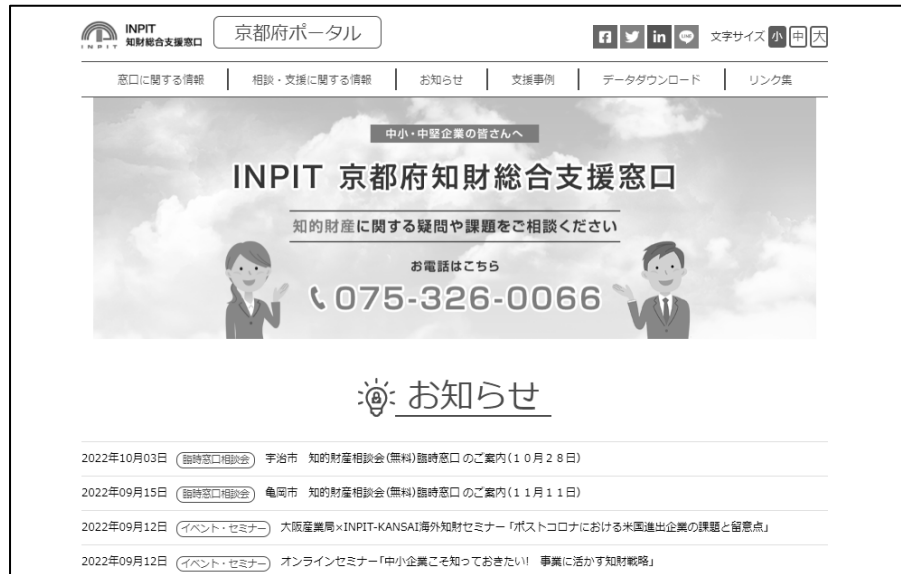 INPIT
知財総合支援窓口
INPIT
京都府ポータル
in
LINE
文字サイズ 小 中 大
窓口に関する情報
相談・支援に関する情報
お知らせ
支援事例
データダウンロード
リンク集
中小・中堅企業の皆さんへ
INPIT 京都府知財総合支援窓口
知的財産に関する疑問や課題をご相談ください
お電話はこちら
075-326-0066
お知らせ
2022年10月03日 臨時窓口相談会 宇治市 知的財産相談会(無料)臨時窓口 のご案内(10月28日)
2022年09月15日 臨時窓口相談会 亀岡市 知的財産相談会(無料)臨時窓口 のご案内(11月11日)
2022年09月12日 イベント・セミナー 大阪産業局×INPIT-KANSAI海外知財セミナー「ポストコロナにおける米国進出企業の課題と留意点」
2022年09月12日 イベント・セミナー オンラインセミナー「中小企業こそ知っておきたい! 事業に活かす知財戦略」